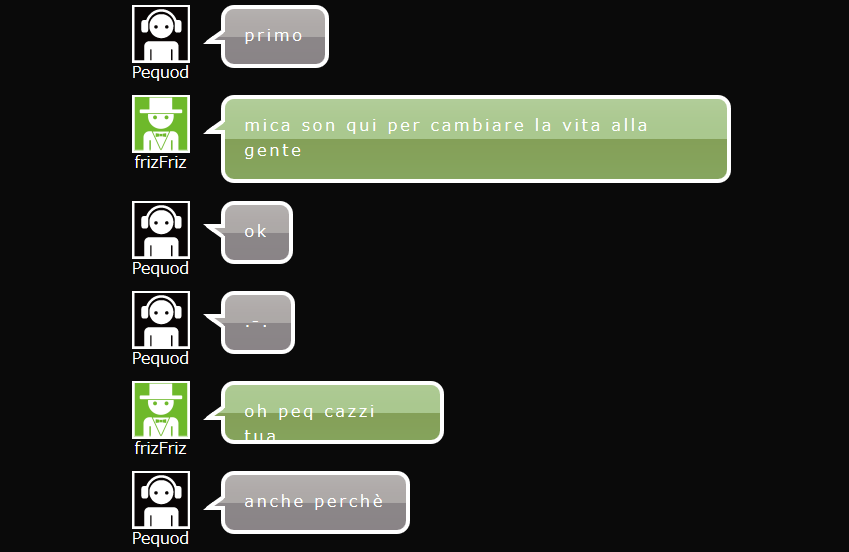 primo
Pequod
mica son qui per cambiare la vita alla
gente
frizFriz
ok
Pequod
.-.
Pequod
oh peq cazzi
tua
frizFriz
anche perchè
Pequod